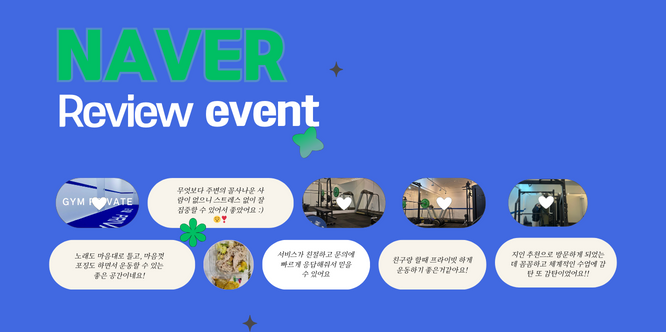 NAVER
Review event
GYM PRIVATE
무엇보다 주변의 꼴사나운 사
람이 없으니 스트레스 없이 잘
집중할 수 있어서 좋았어요 :)
😀❣️
노래도 마음대로 틀고, 마음껏
포징도 하면서 운동할 수 있는
좋은 공간이네요!
서비스가 친절하고 문의에
빠르게 응답해줘서 믿을
수 있어요
친구랑 할때 프라이빗 하게
운동하기 좋은거같아요!
지인 추천으로 방문하게 되었는
데 꼼꼼하고 체계적인 수업에 감
탄 또 감탄이였어요!!